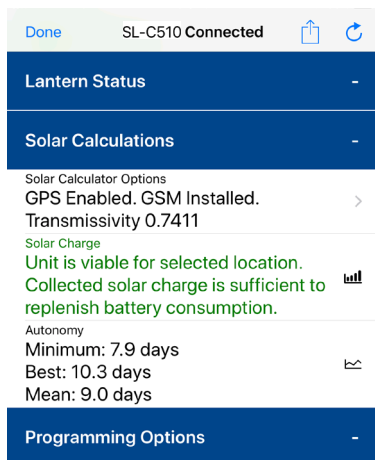 Done SL-C510 Connected
Lantern Status -
Solar Calculations -
Solar Calculator Options
GPS Enabled. GSM Installed.
Transmissivity 0.7411
Solar Charge
Unit is viable for selected location.
Collected solar charge is sufficient to
replenish battery consumption.
Autonomy
Minimum: 7.9 days
Best: 10.3 days
Mean: 9.0 days
Programming Options -